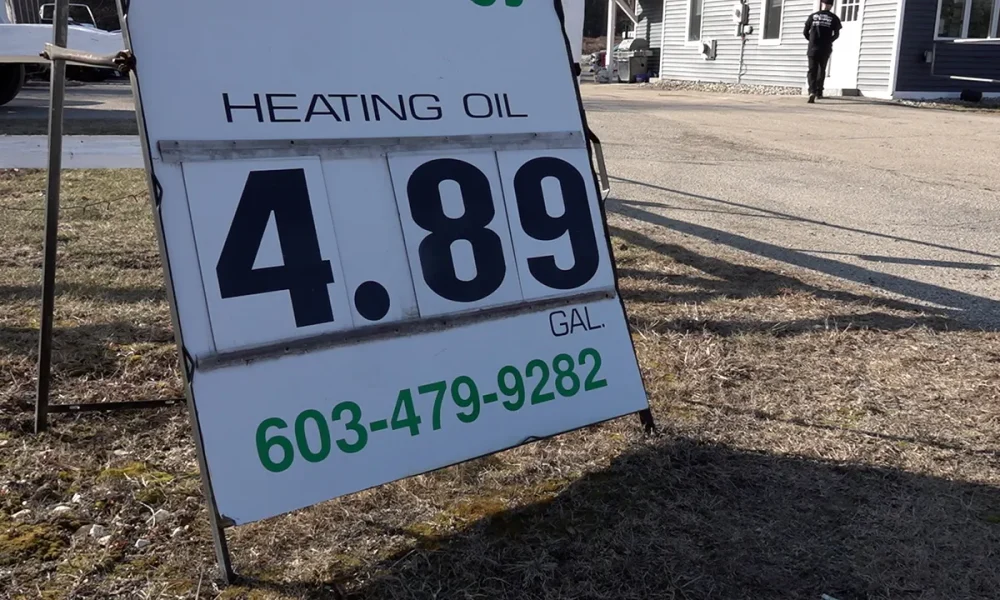 HEATING OIL
4.89
GAL.
603-479-9282